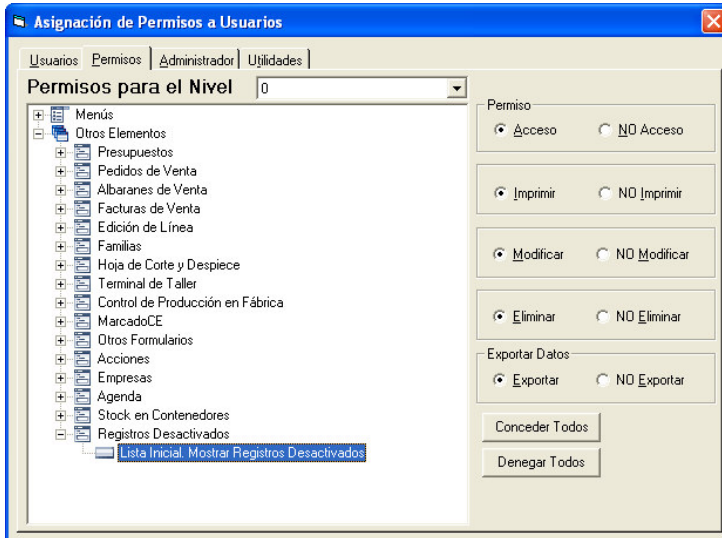 Asignación de Permisos a Usuarios
Usuarios Permisos Administrador Utilidades
Permisos para el Nivel 0
Menús
Otros Elementos
Presupuestos
Pedidos de Venta
Albaranes de Venta
Facturas de Venta
Edición de Línea
Familias
Hoja de Corte y Despiece
Terminal de Taller
Control de Producción en Fábrica
MarcadoCE
Otros Formularios
Acciones
Empresas
Agenda
Stock en Contenedores
Registros Desactivados
Lista Inicial. Mostrar Registros Desactivados
Permiso
Acceso NO Acceso
Imprimir NO Imprimir
Modificar NO Modificar
Eliminar NO Eliminar
Exportar Datos
Exportar NO Exportar
Conceder Todos
Denegar Todos